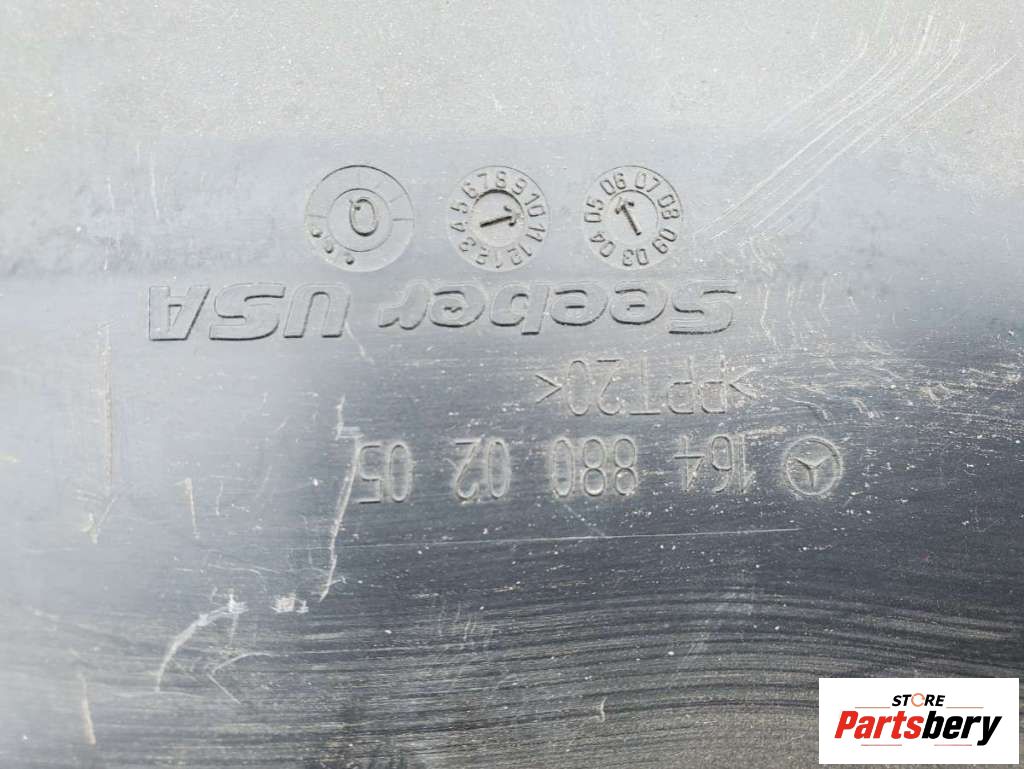 164 880 02 05
>PPT20<
Seeber USA
03 04 05 06 07 08 09
1 2 3 4 5 6 7 8 9 10 11 12
STORE
Partsbery